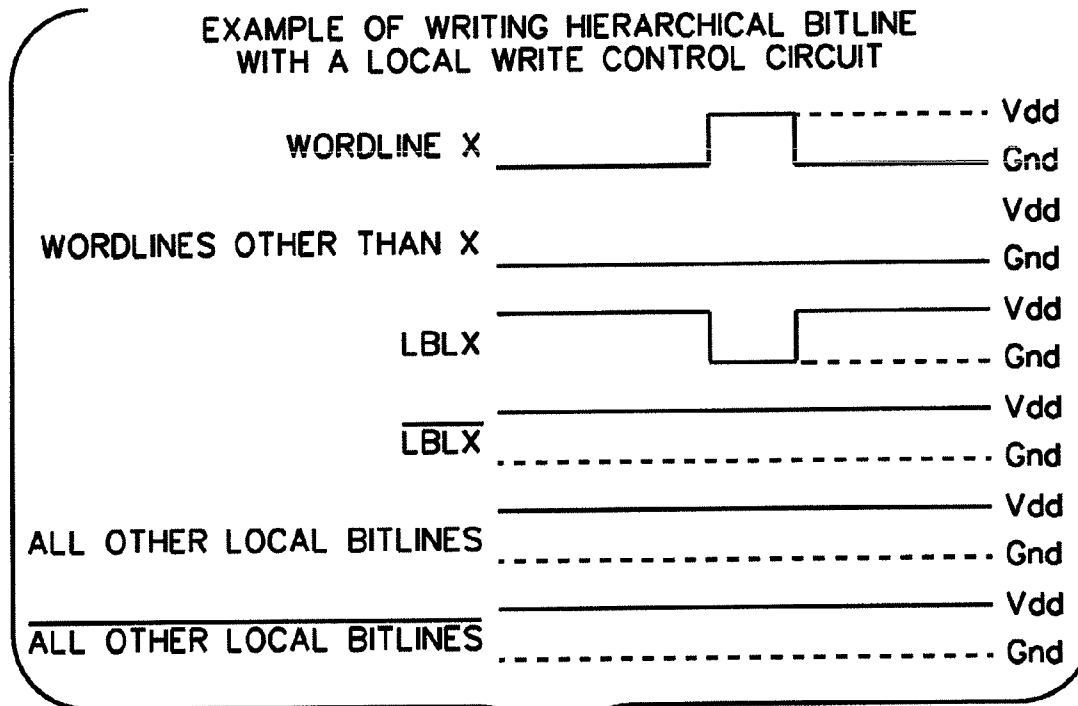 EXAMPLE OF WRITING HIERARCHICAL BITLINE
WITH A LOCAL WRITE CONTROL CIRCUIT
Vdd
WORDLINE X
Gnd
Vdd
WORDLINES OTHER THAN X
Gnd
Vdd
LBLX
Gnd
Vdd
LBLX
Gnd
Vdd
ALL OTHER LOCAL BITLINES
Gnd
Vdd
ALL OTHER LOCAL BITLINES
Gnd